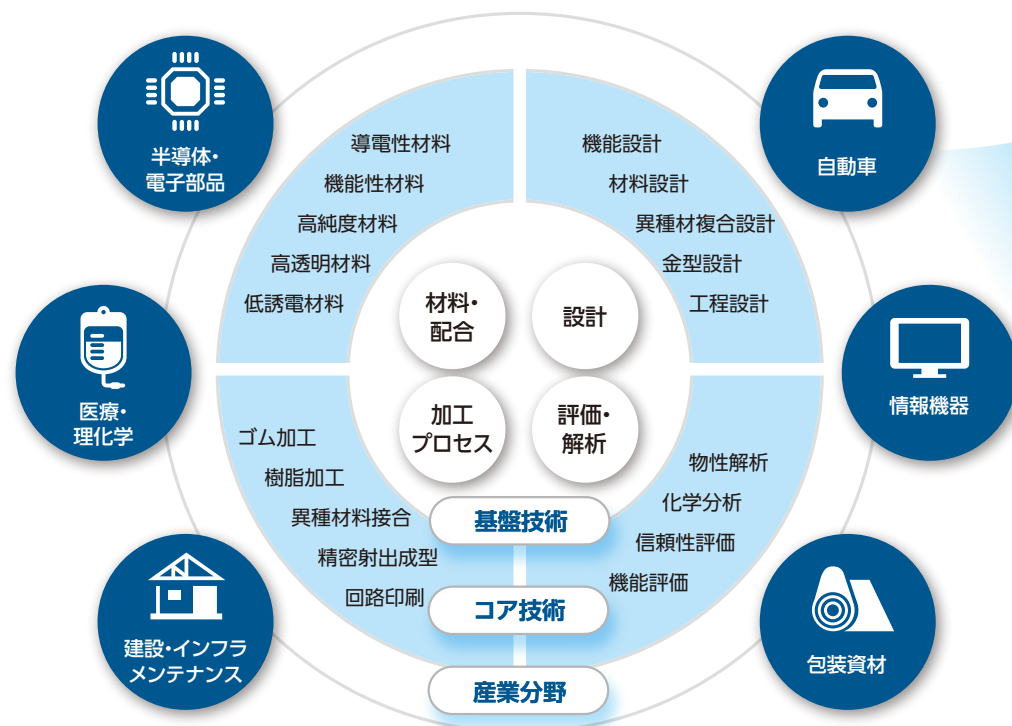 半導体・
電子部品
自動車
導電性材料
機能性材料
高純度材料
高透明材料
低誘電材料
機能設計
材料設計
異種材複合設計
金型設計
工程設計
材料・
配合
設計
医療・
理化学
情報機器
加工
プロセス
評価・
解析
ゴム加工
樹脂加工
異種材料接合
精密射出成型
回路印刷
物性解析
化学分析
信頼性評価
機能評価
基盤技術
コア技術
産業分野
建設・インフラ
メンテナンス
包装資材